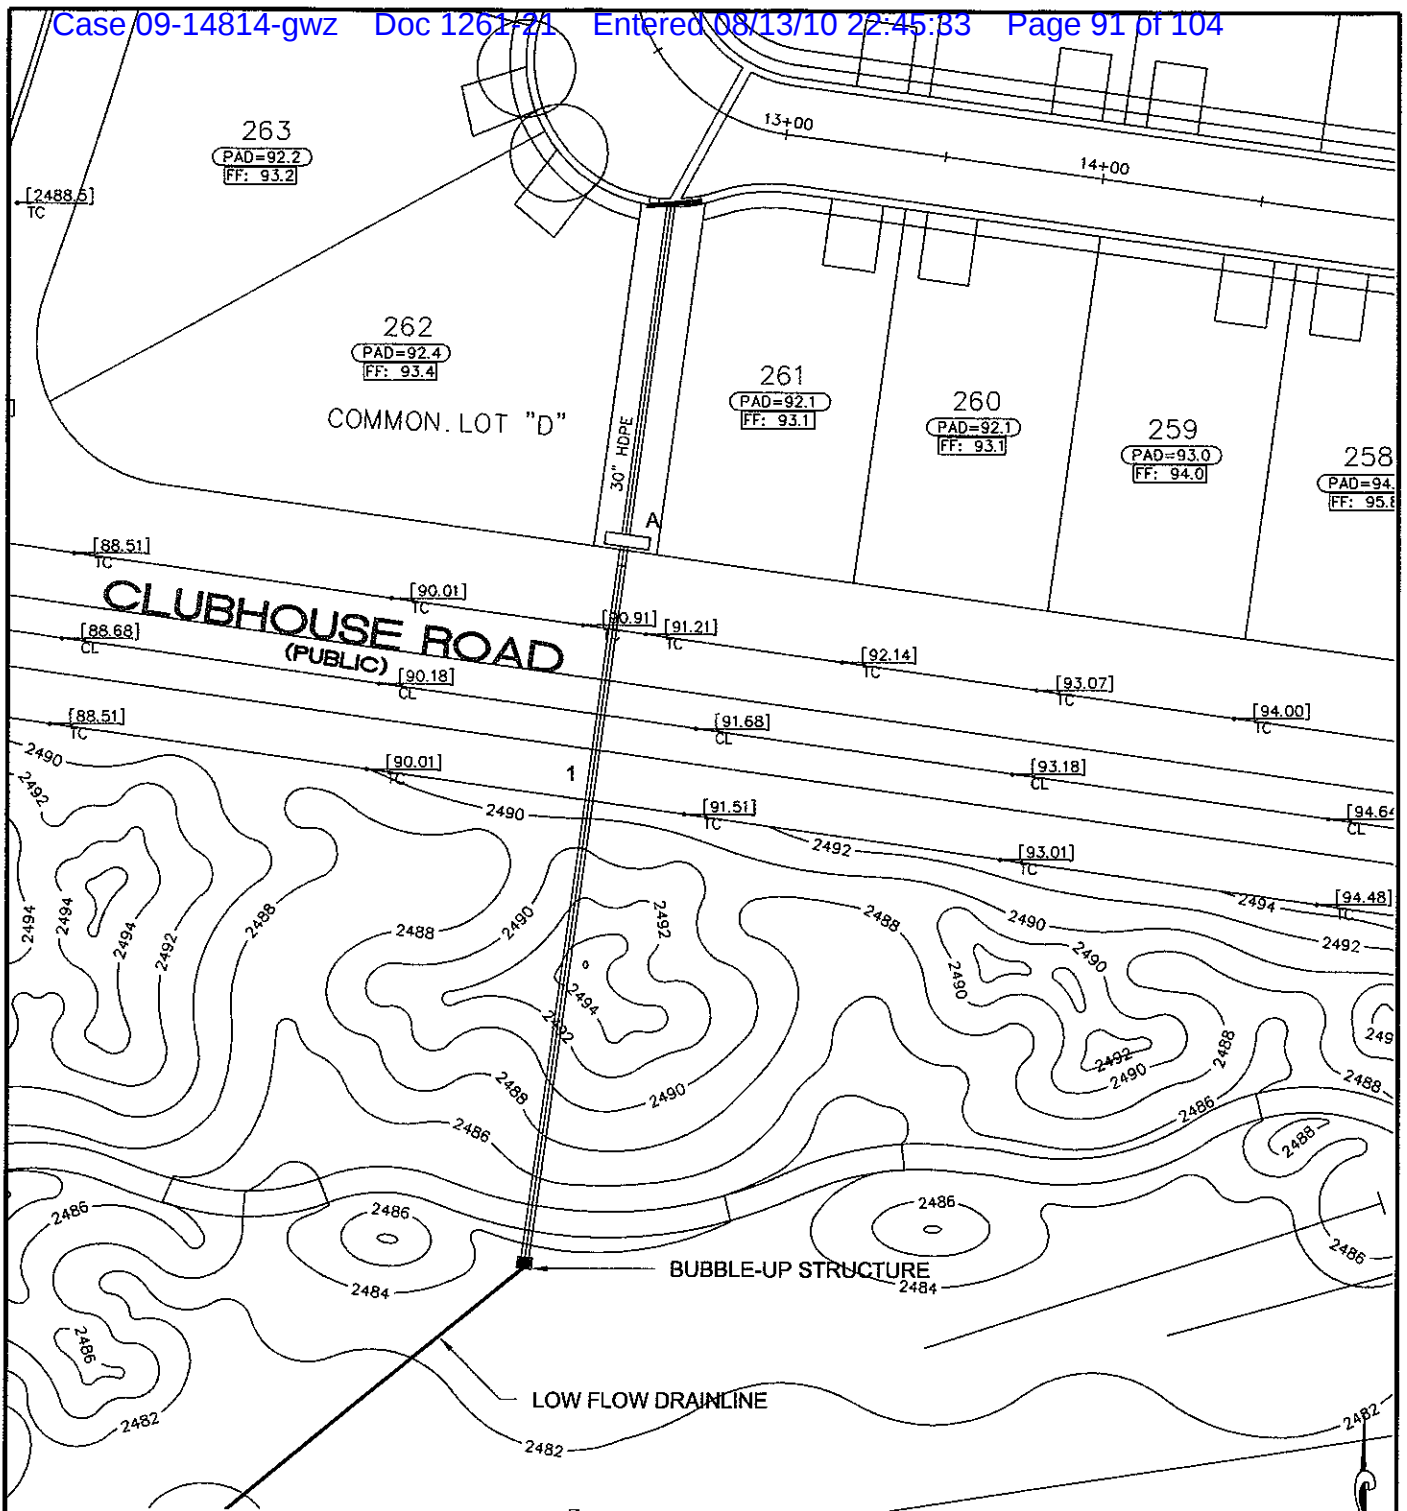 Case 09-14814-gwz Doc 1261-21 Entered 08/13/10 22:45:33 Page 91 of 104
13+00
14+00
263
PAD=92.2
FF: 93.2
[2488.5]
TC
262
PAD=92.4
FF: 93.4
COMMON. LOT "D"
30" HDPE
A
261
PAD=92.1
FF: 93.1
260
PAD=92.1
FF: 93.1
259
PAD=93.0
FF: 94.0
258
PAD=94.
FF: 95.8
[88.51]
TC
[90.01]
TC
[90.91]
[91.21]
TC
[92.14]
TC
[93.07]
TC
[94.00]
TC
CLUBHOUSE ROAD
(PUBLIC)
[88.68]
CL
[90.18]
CL
[91.68]
CL
[93.18]
CL
[94.64
CL
[88.51]
TC
[90.01]
TC
[91.51]
TC
[93.01]
TC
[94.48]
TC
1
2490
2492
2490
2492
2494
2492
2494
2494
2494
2492
2488
2488
2490
2492
2488
2490
2490
2490
2494
2492
2492
2490
2488
249
2488
2490
2488
2486
2486
2488
2486
2486
2486
2486
2484
2484
BUBBLE-UP STRUCTURE
2486
LOW FLOW DRAINLINE
2482
2482
2482